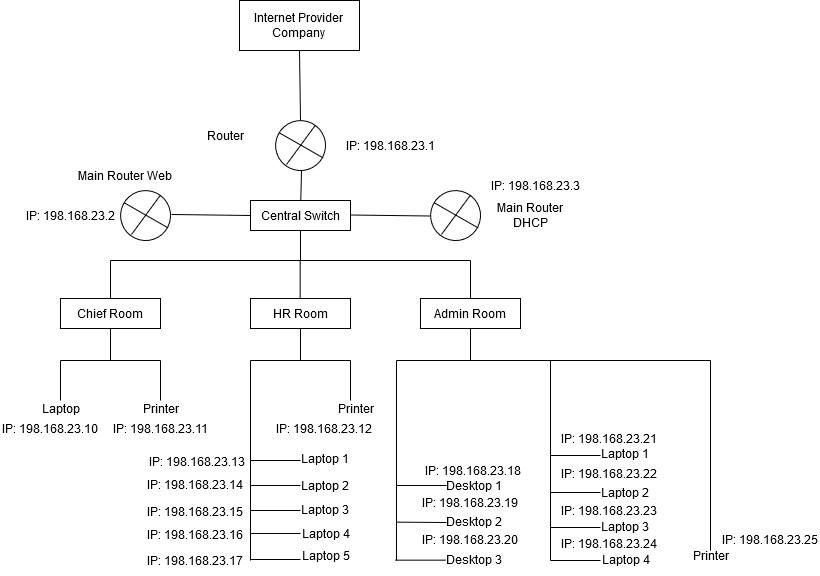 Internet Provider
Company
Router
IP: 198.168.23.1
Main Router Web
IP: 198.168.23.2
Central Switch
IP: 198.168.23.3
Main Router
DHCP
Chief Room
HR Room
Admin Room
Laptop
IP: 198.168.23.10
Printer
IP: 198.168.23.11
Printer
IP: 198.168.23.12
IP: 198.168.23.13
Laptop 1
IP: 198.168.23.14
Laptop 2
IP: 198.168.23.15
Laptop 3
IP: 198.168.23.16
Laptop 4
IP: 198.168.23.17
Laptop 5
IP: 198.168.23.18
Desktop 1
IP: 198.168.23.19
Desktop 2
IP: 198.168.23.20
Desktop 3
IP: 198.168.23.21
Laptop 1
IP: 198.168.23.22
Laptop 2
IP: 198.168.23.23
Laptop 3
IP: 198.168.23.24
Laptop 4
IP: 198.168.23.25
Printer